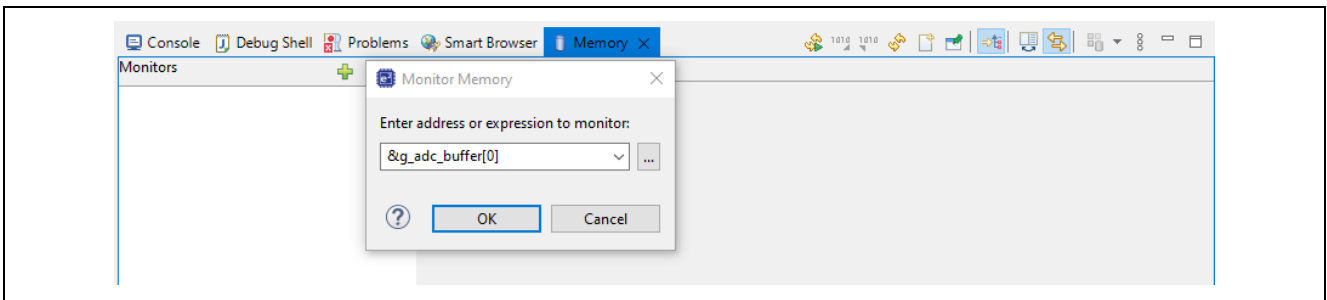 Console Debug Shell Problems Smart Browser Memory
Monitors
Monitor Memory
Enter address or expression to monitor:
&g_adc_buffer[0]
...
OK Cancel